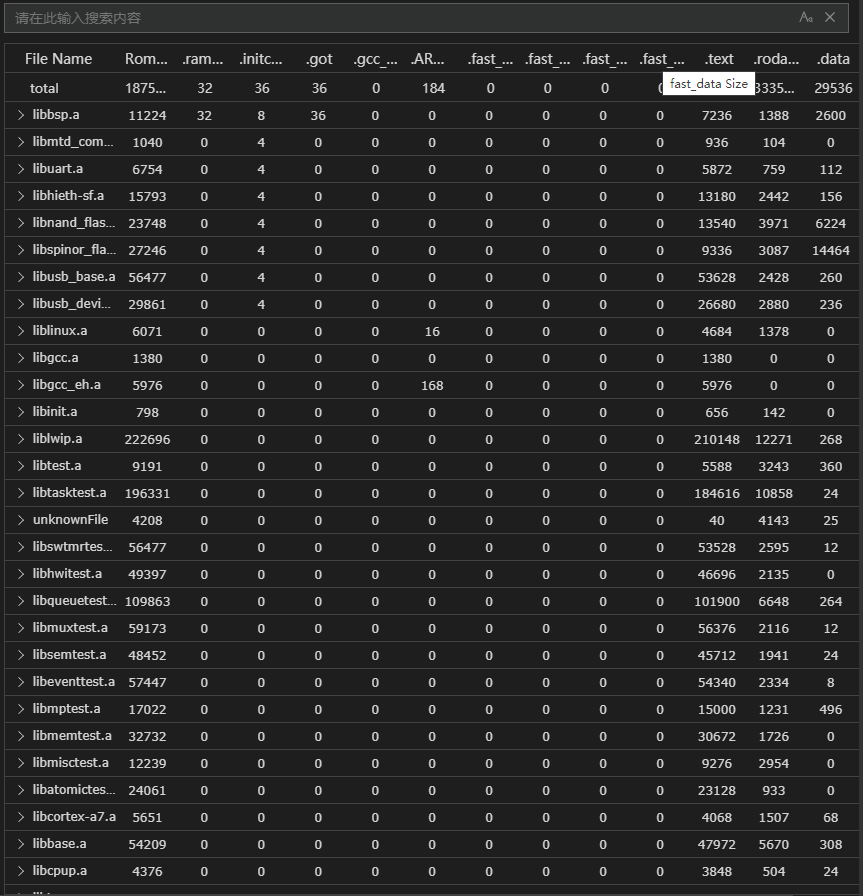 请在此输入搜索内容 Aa
File Name Rom... .ram... .initc... .got .gcc_... .AR... .fast_... .fast_... .fast_... .fast_... .text .roda... .data
total 1875... 32 36 36 0 184 0 0 0 3335... 29536
fast_data Size
libbsp.a 11224 32 8 36 0 0 0 0 0 0 7236 1388 2600
libmtd_com... 1040 0 4 0 0 0 0 0 0 0 936 104 0
libuart.a 6754 0 4 0 0 0 0 0 0 0 5872 759 112
libhieth-sf.a 15793 0 4 0 0 0 0 0 0 0 13180 2442 156
libnand_flas... 23748 0 4 0 0 0 0 0 0 0 13540 3971 6224
libspinor_fla... 27246 0 4 0 0 0 0 0 0 0 9336 3087 14464
libusb_base.a 56477 0 4 0 0 0 0 0 0 0 53628 2428 260
libusb_devi... 29861 0 4 0 0 0 0 0 0 0 26680 2880 236
liblinux.a 6071 0 0 0 0 16 0 0 0 0 4684 1378 0
libgcc.a 1380 0 0 0 0 0 0 0 0 0 1380 0 0
libgcc_eh.a 5976 0 0 0 0 168 0 0 0 0 5976 0 0
libinit.a 798 0 0 0 0 0 0 0 0 0 656 142 0
liblwip.a 222696 0 0 0 0 0 0 0 0 0 210148 12271 268
libtest.a 9191 0 0 0 0 0 0 0 0 0 5588 3243 360
libtasktest.a 196331 0 0 0 0 0 0 0 0 0 184616 10858 24
unknownFile 4208 0 0 0 0 0 0 0 0 0 40 4143 25
libswtmrtes... 56477 0 0 0 0 0 0 0 0 0 53528 2595 12
libhwitest.a 49397 0 0 0 0 0 0 0 0 0 46696 2135 0
libqueuetest... 109863 0 0 0 0 0 0 0 0 0 101900 6648 264
libmuxtest.a 59173 0 0 0 0 0 0 0 0 0 56376 2116 12
libsemtest.a 48452 0 0 0 0 0 0 0 0 0 45712 1941 24
libeventtest.a 57447 0 0 0 0 0 0 0 0 0 54340 2334 8
libmptest.a 17022 0 0 0 0 0 0 0 0 0 15000 1231 496
libmemtest.a 32732 0 0 0 0 0 0 0 0 0 30672 1726 0
libmisctest.a 12239 0 0 0 0 0 0 0 0 0 9276 2954 0
libatomictes... 24061 0 0 0 0 0 0 0 0 0 23128 933 0
libcortex-a7.a 5651 0 0 0 0 0 0 0 0 0 4068 1507 68
libbase.a 54209 0 0 0 0 0 0 0 0 0 47972 5670 308
libcpup.a 4376 0 0 0 0 0 0 0 0 0 3848 504 24